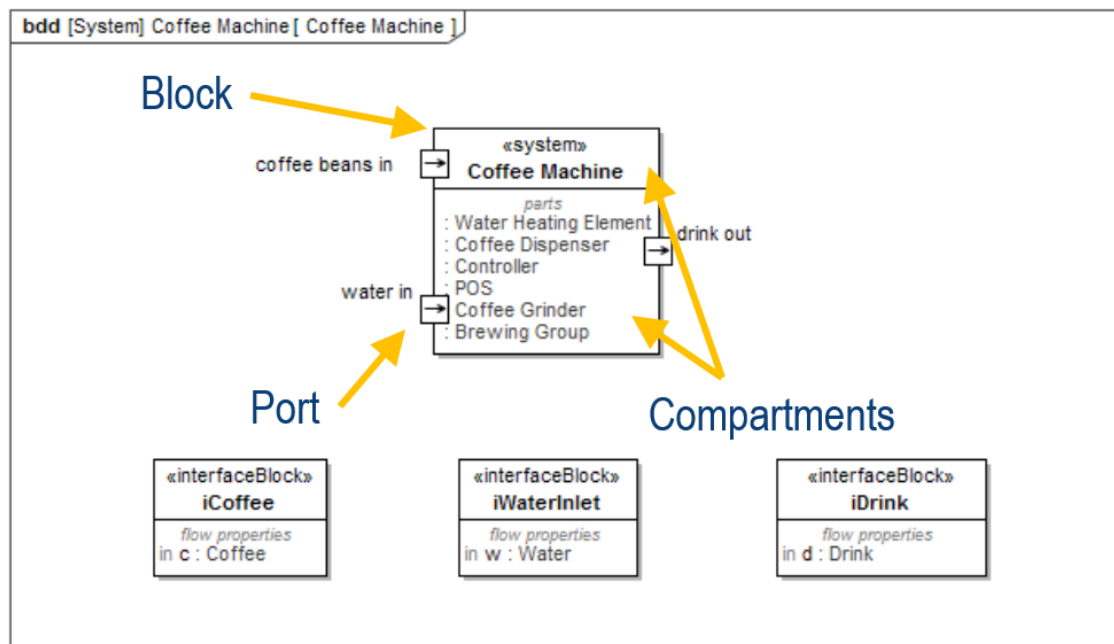 bdd [System] Coffee Machine [ Coffee Machine ]
Block
«system»
Coffee Machine
coffee beans in
parts
: Water Heating Element
: Coffee Dispenser
: Controller
: POS
Coffee Grinder
: Brewing Group
drink out
water in
Port
Compartments
«interfaceBlock»
iCoffee
flow properties
in c : Coffee
«interfaceBlock»
iWaterInlet
flow properties
in w : Water
«interfaceBlock»
iDrink
flow properties
in d : Drink